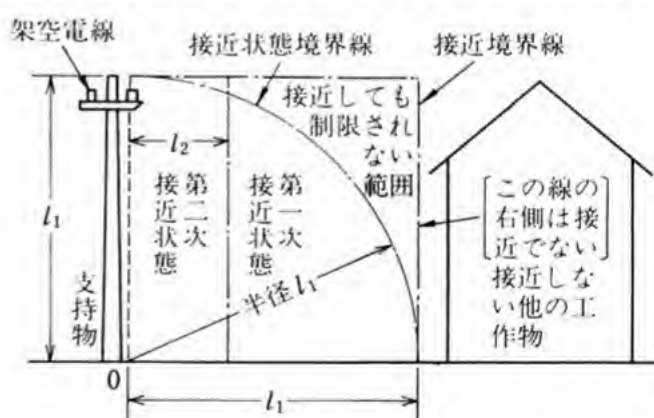 架空電線
接近状態境界線
接近境界線
接近しても
制限され
ない
範囲
l₂
l₁
第二次
接近状態
第一次
接近状態
半径l₁
支持物
この線の
右側は接
近でない
接近しな
い他の工
作物
0
l₁